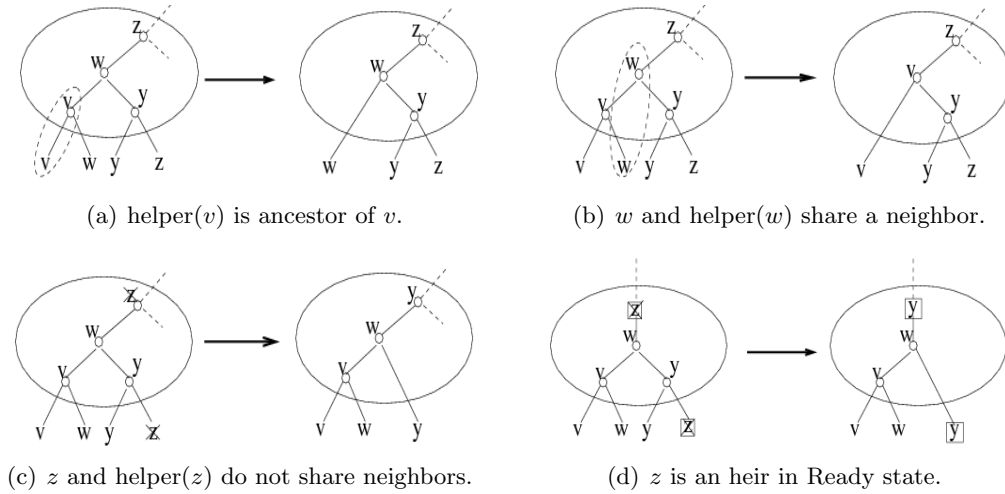 z z
w w
v y y
v w y z w y z
(a) helper(v) is ancestor of v.
z z
w v
v y y
v w y z v y z
(b) w and helper(w) share a neighbor.
z y
w w
v y v
v w y z v w y
(c) z and helper(z) do not share neighbors.
z y
w w
v y v
v w y z v w y
(d) z is an heir in Ready state.